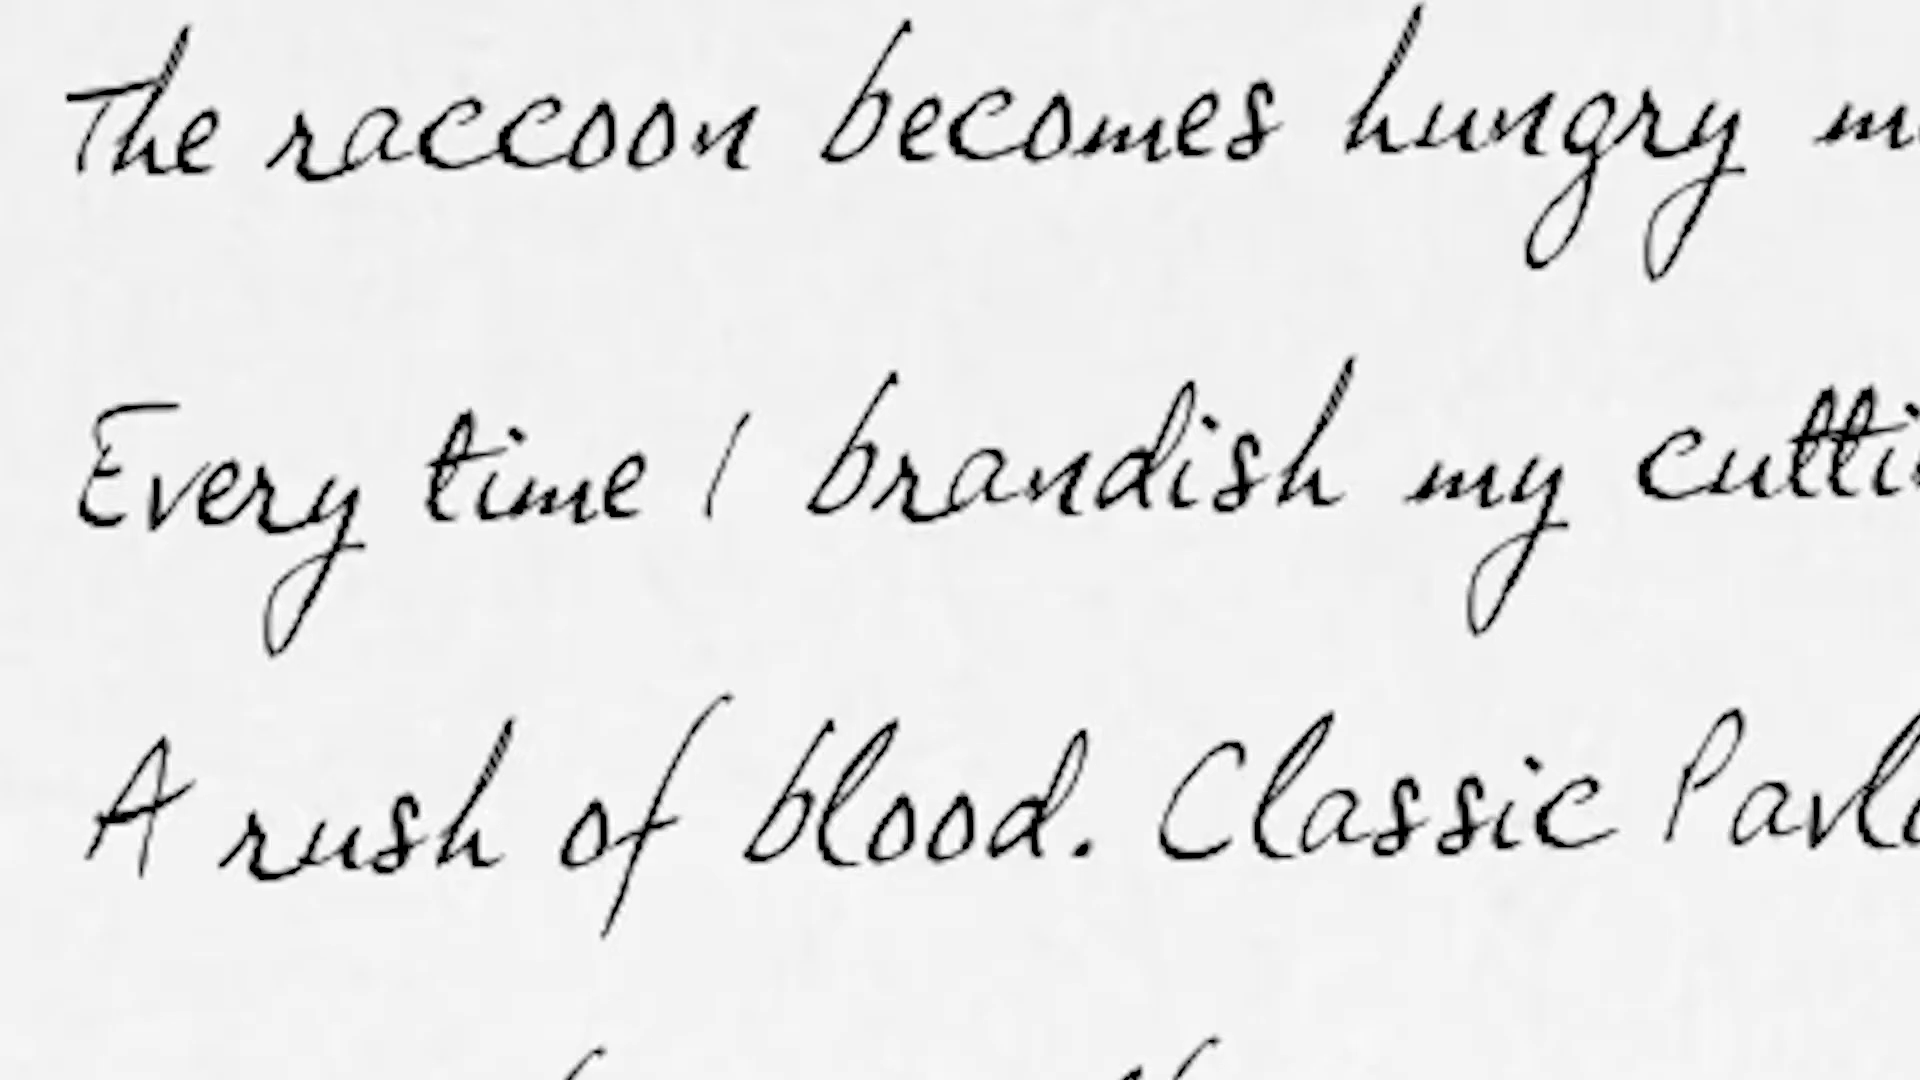 The raccoon becomes hungry
Every time I brandish my
A rush of blood. Classic